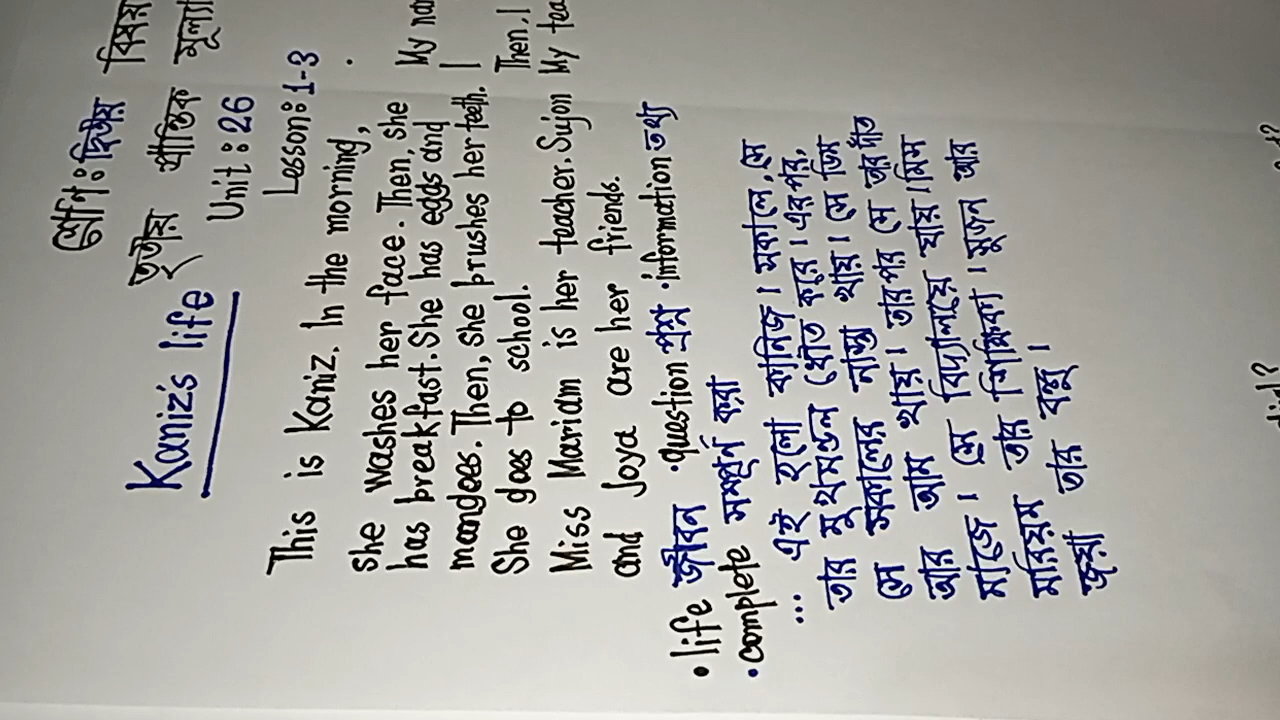 শ্রেণি: দ্বিতীয় বিষয়
তৃতীয় প্রান্তিক মূল্যা
Kaniz's life Unit: 26
Lesson: 1-3
This is Kaniz. In the morning,
she washes her face. Then, she
has breakfast. She has eggs and
mangoes. Then, she brushes her teeth.
She goes to school.
Miss Mariam is her teacher. Sujon
and Joya are her friends.
• life জীবন • question প্রশ্ন • information তথ্য
• complete সম্পূর্ণ করা
... এই হলো কানিজ। সকালে, সে
তার মুখমন্ডল ধৌত করে। এরপর,
সে সকালের নাস্তা খায়। সে ডিম
আর আম খায়। তারপর সে তার দাঁত
মাজে। সে বিদ্যালয়ে যায়। মিস
মরিয়ম তার শিক্ষিকা। সুজন আর
জয়া তার বন্ধু।
My
I
Then, I
My